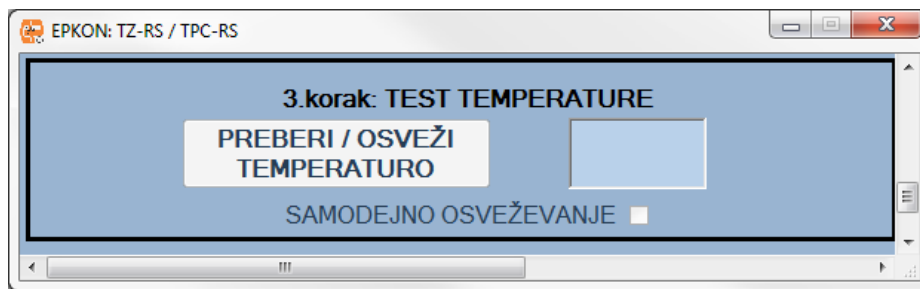 EPKON: TZ-RS / TPC-RS
3.korak: TEST TEMPERATURE
PREBERI / OSVEŽI
TEMPERATURO
SAMODEJNO OSVEŽEVANJE